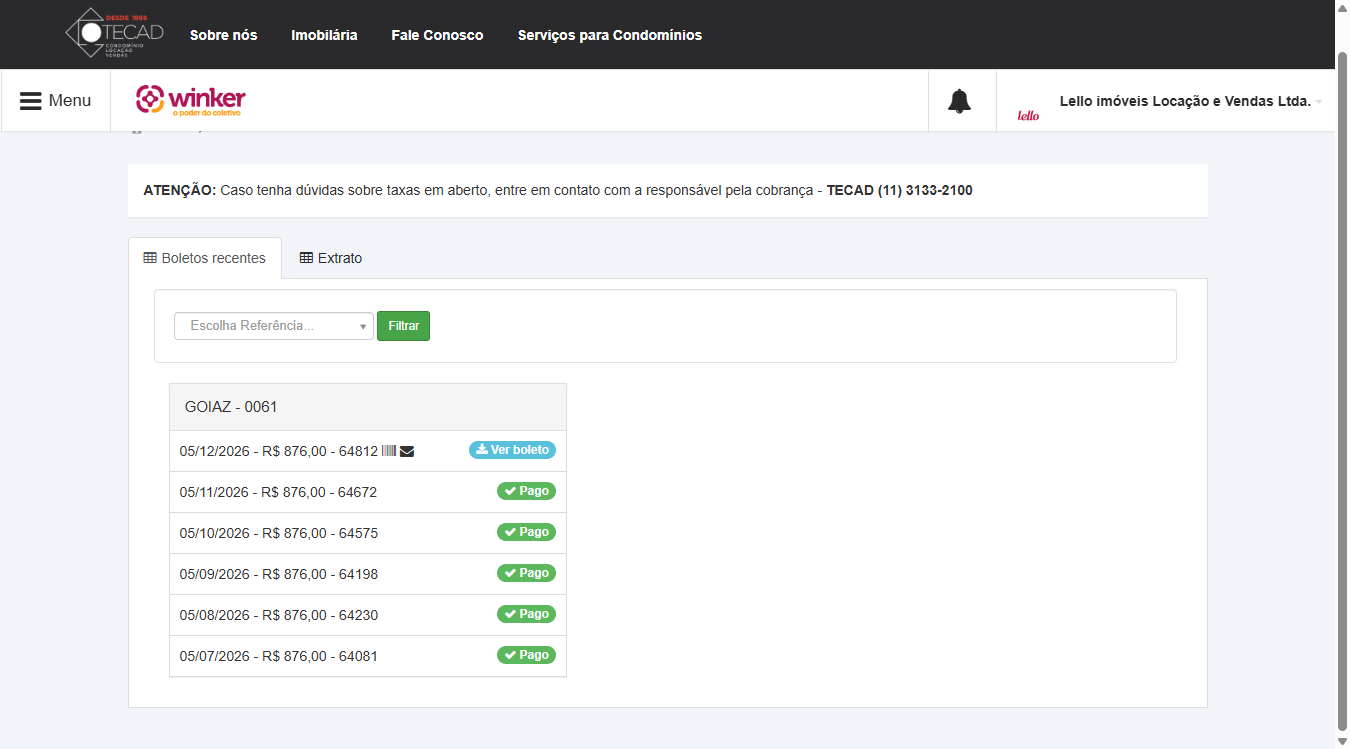 DESDE 1988
TECAD
CONDOMÍNIO
LOCAÇÃO
VENDAS
Sobre nós
Imobiliária
Fale Conosco
Serviços para Condomínios
Menu
winker
o poder do coletivo
lello
Lello imóveis Locação e Vendas Ltda.
ATENÇÃO: Caso tenha dúvidas sobre taxas em aberto, entre em contato com a responsável pela cobrança - TECAD (11) 3133-2100
Boletos recentes
Extrato
Escolha Referência...
Filtrar
GOIAZ - 0061
05/12/2026 - R$ 876,00 - 64812 Ver boleto
05/11/2026 - R$ 876,00 - 64672 Pago
05/10/2026 - R$ 876,00 - 64575 Pago
05/09/2026 - R$ 876,00 - 64198 Pago
05/08/2026 - R$ 876,00 - 64230 Pago
05/07/2026 - R$ 876,00 - 64081 Pago